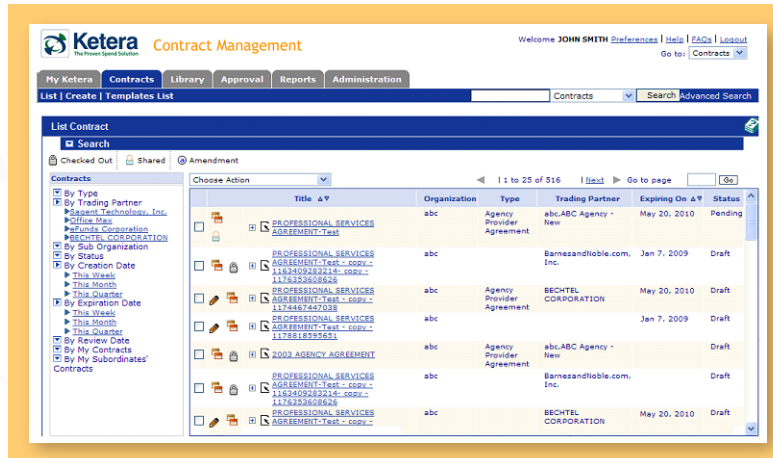 Ketera Contract Management
The Proven Spend Solution
Welcome JOHN SMITH Preferences | Help | FAQs | Logout
Go to: Contracts
My Ketera Contracts Library Approval Reports Administration
List | Create | Templates List
Contracts Search Advanced Search
List Contract
Search
Checked Out Shared Amendment
Contracts
By Type
By Trading Partner
Sagent Technology, Inc.
Office Max
eFunds Corporation
BECHTEL CORPORATION
By Sub Organization
By Status
By Creation Date
This Week
This Month
This Quarter
By Expiration Date
This Week
This Month
This Quarter
By Review Date
By My Contracts
By My Subordinates'
Contracts
Choose Action | 1 to 25 of 516 | Next Go to page Go
Title Organization Type Trading Partner Expiring On Status
PROFESSIONAL SERVICES
AGREEMENT-Test
abc
Agency
Provider
Agreement
abc,ABC Agency -
New
May 20, 2010
Pending
PROFESSIONAL SERVICES
AGREEMENT-Test - copy -
1163409283214- copy -
1176353608626
abc
BarnesandNoble.com,
Inc.
Jan 7, 2009
Draft
PROFESSIONAL SERVICES
AGREEMENT-Test - copy -
1174467447038
abc
Agency
Provider
Agreement
BECHTEL
CORPORATION
May 20, 2010
Draft
PROFESSIONAL SERVICES
AGREEMENT-Test - copy -
1178818595651
abc
Jan 7, 2009
Draft
2003 AGENCY AGREEMENT
abc
Agency
Provider
Agreement
abc,ABC Agency -
New
Draft
PROFESSIONAL SERVICES
AGREEMENT-Test - copy -
1163409283214- copy -
1176353608626
abc
BarnesandNoble.com,
Inc.
Draft
PROFESSIONAL SERVICES
AGREEMENT-Test - copy -
abc
BECHTEL
CORPORATION
May 20, 2010
Draft